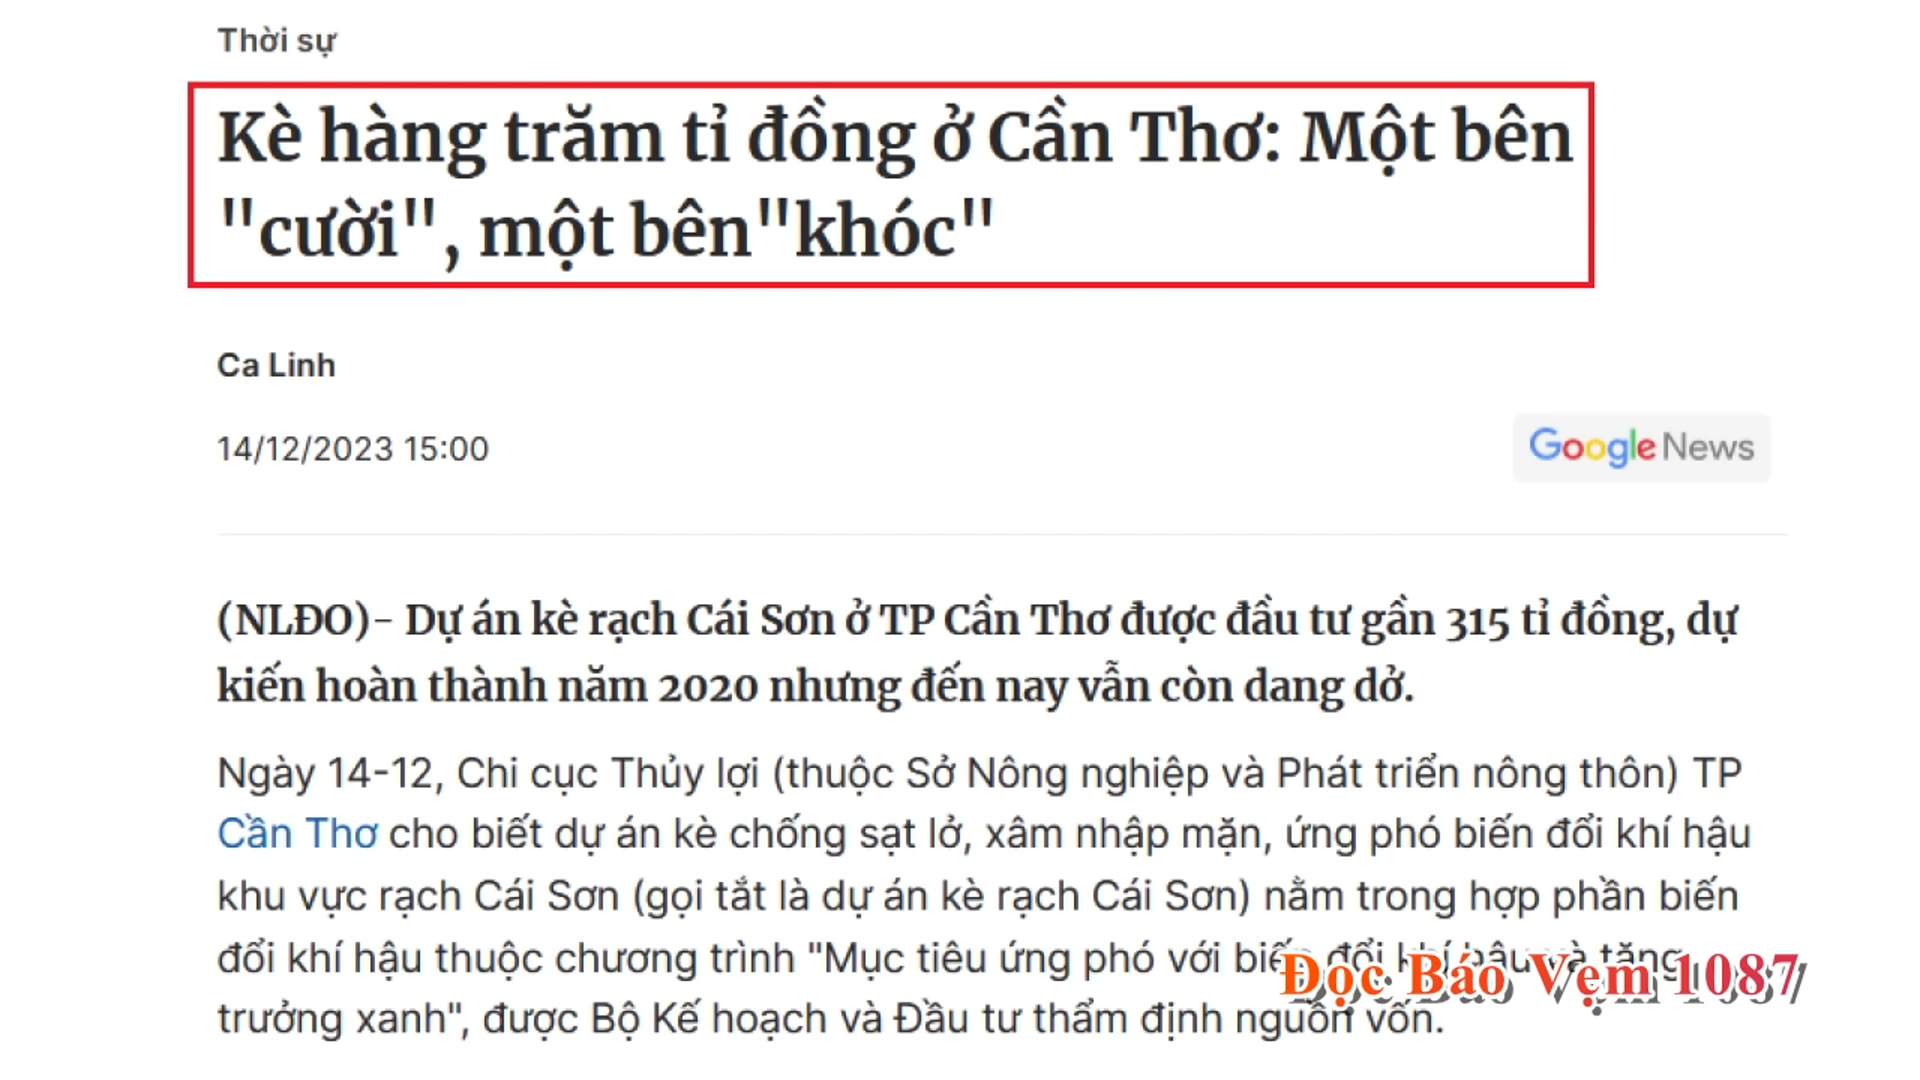 Thời sự
Kè hàng trăm tỉ đồng ở Cần Thơ: Một bên
"cười", một bên"khóc"
Ca Linh
14/12/2023 15:00
Google News
(NLĐO)- Dự án kè rạch Cái Sơn ở TP Cần Thơ được đầu tư gần 315 tỉ đồng, dự
kiến hoàn thành năm 2020 nhưng đến nay vẫn còn dang dở.
Ngày 14-12, Chi cục Thủy lợi (thuộc Sở Nông nghiệp và Phát triển nông thôn) TP
Cần Thơ cho biết dự án kè chống sạt lở, xâm nhập mặn, ứng phó biến đổi khí hậu
khu vực rạch Cái Sơn (gọi tắt là dự án kè rạch Cái Sơn) nằm trong hợp phần biến
đổi khí hậu thuộc chương trình "Mục tiêu ứng phó với biến đổi khí hậu và tăng
trưởng xanh", được Bộ Kế hoạch và Đầu tư thẩm định nguồn vốn.
Đọc Báo Vẹm 1087